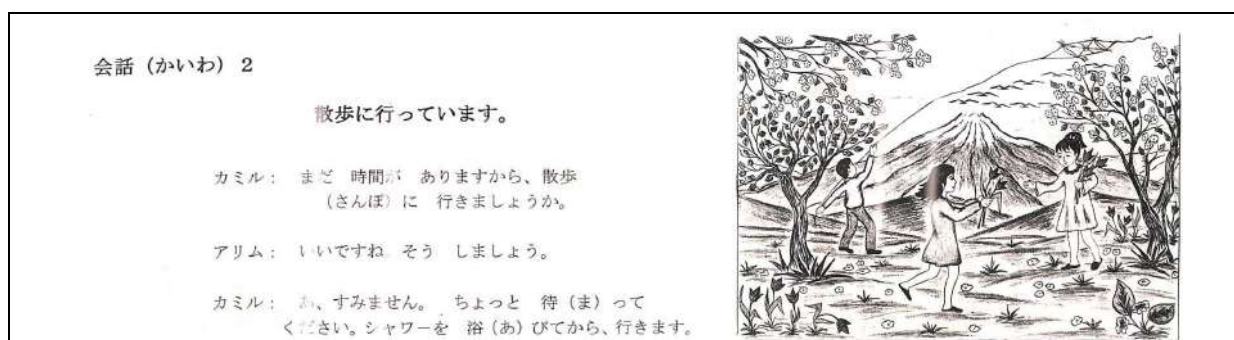 会話 (かいわ) 2
散歩に行っています。
カミル： まだ 時間が ありますから、散歩
(さんぽ) に 行きましょうか。
アリム： いいですね そう しましょう。
カミル： あ、すみません。 ちょっと 待 (ま) って
ください。シャワーを 浴 (あ) びてから、行きます。